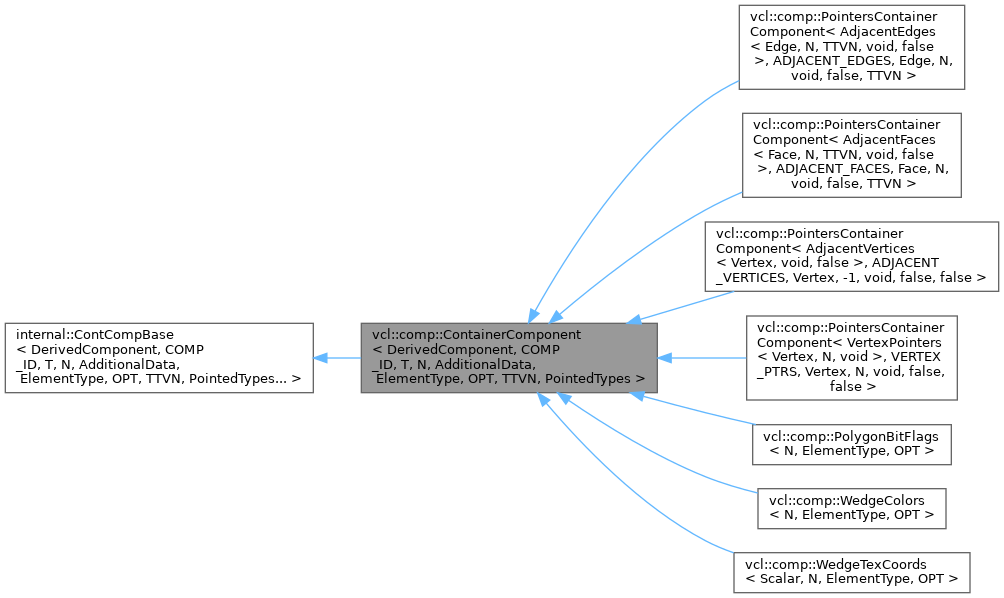 vcl::comp::PointersContainer
Component< AdjacentEdges
< Edge, N, TTVN, void, false
>, ADJACENT_EDGES, Edge, N,
void, false, TTVN >
vcl::comp::PointersContainer
Component< AdjacentFaces
< Face, N, TTVN, void, false
>, ADJACENT_FACES, Face, N,
void, false, TTVN >
vcl::comp::PointersContainer
Component< AdjacentVertices
< Vertex, void, false >, ADJACENT
_VERTICES, Vertex, -1, void, false, false >
internal::ContCompBase
< DerivedComponent, COMP
_ID, T, N, AdditionalData,
ElementType, OPT, TTVN, PointedTypes... >
vcl::comp::ContainerComponent
< DerivedComponent, COMP
_ID, T, N, AdditionalData,
ElementType, OPT, TTVN, PointedTypes >
vcl::comp::PointersContainer
Component< VertexPointers
< Vertex, N, void >, VERTEX
_PTRS, Vertex, N, void, false,
false >
vcl::comp::PolygonBitFlags
< N, ElementType, OPT >
vcl::comp::WedgeColors
< N, ElementType, OPT >
vcl::comp::WedgeTexCoords
< Scalar, N, ElementType, OPT >